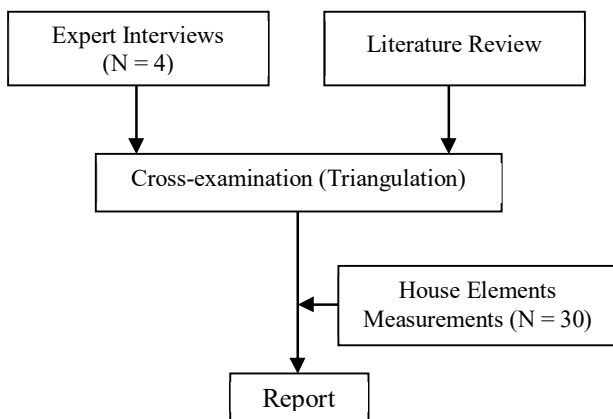 Expert Interviews
(N = 4)
Literature Review
Cross-examination (Triangulation)
House Elements
Measurements (N = 30)
Report